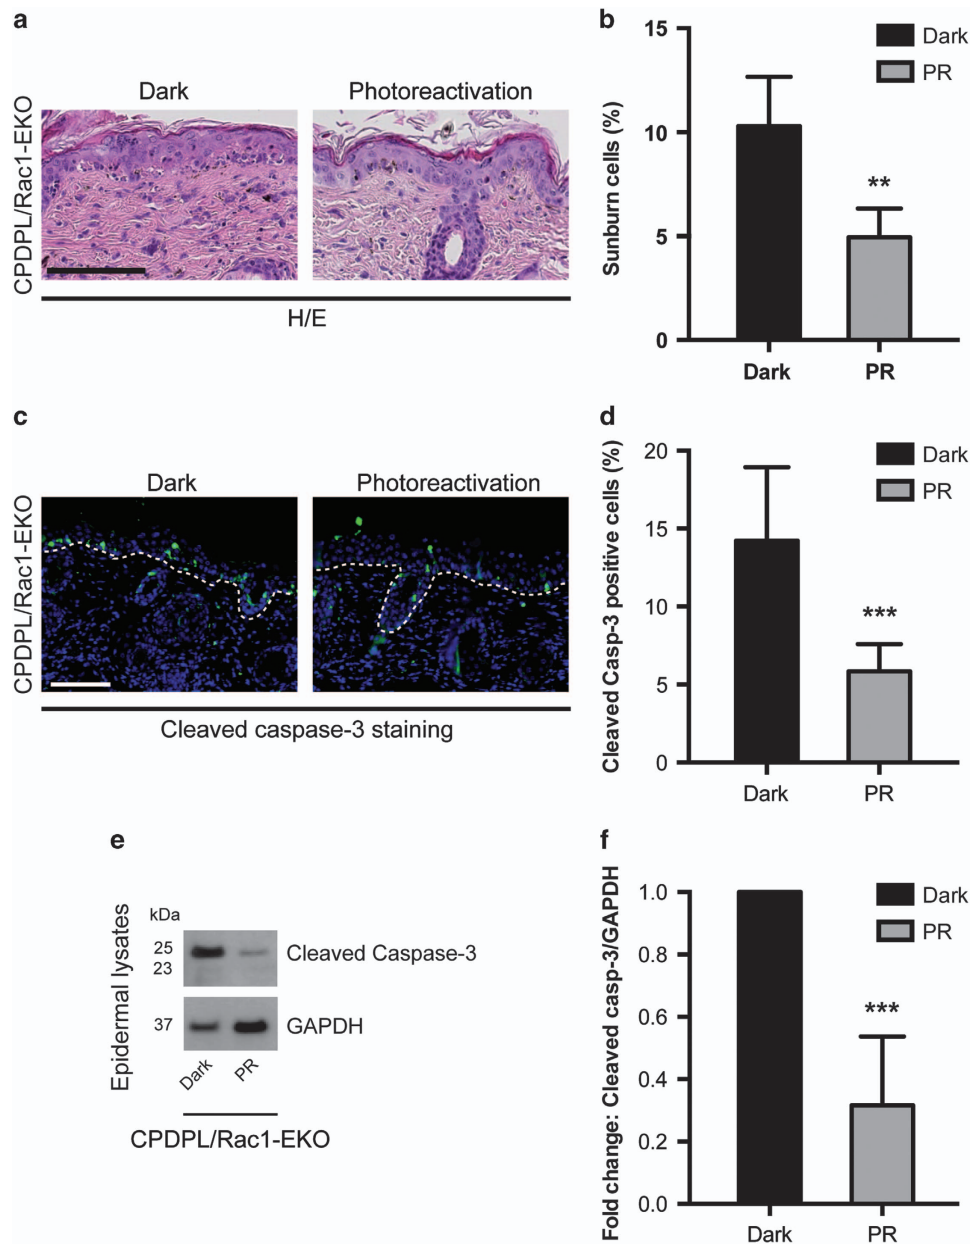 a
Dark
Photoreactivation
CPDPL/Rac1-EKO
H/E
b
15
10
5
0
Sunburn cells (%)
Dark
PR
**
Dark
PR
c
Dark
Photoreactivation
CPDPL/Rac1-EKO
Cleaved caspase-3 staining
d
20
15
10
5
0
Cleaved Casp-3 positive cells (%)
Dark
PR
***
Dark
PR
e
kDa
Epidermal lysates
25
23
Cleaved Caspase-3
37
GAPDH
Dark
PR
CPDPL/Rac1-EKO
f
1.0
0.8
0.6
0.4
0.2
0.0
Fold change: Cleaved casp-3/GAPDH
Dark
PR
***
Dark
PR